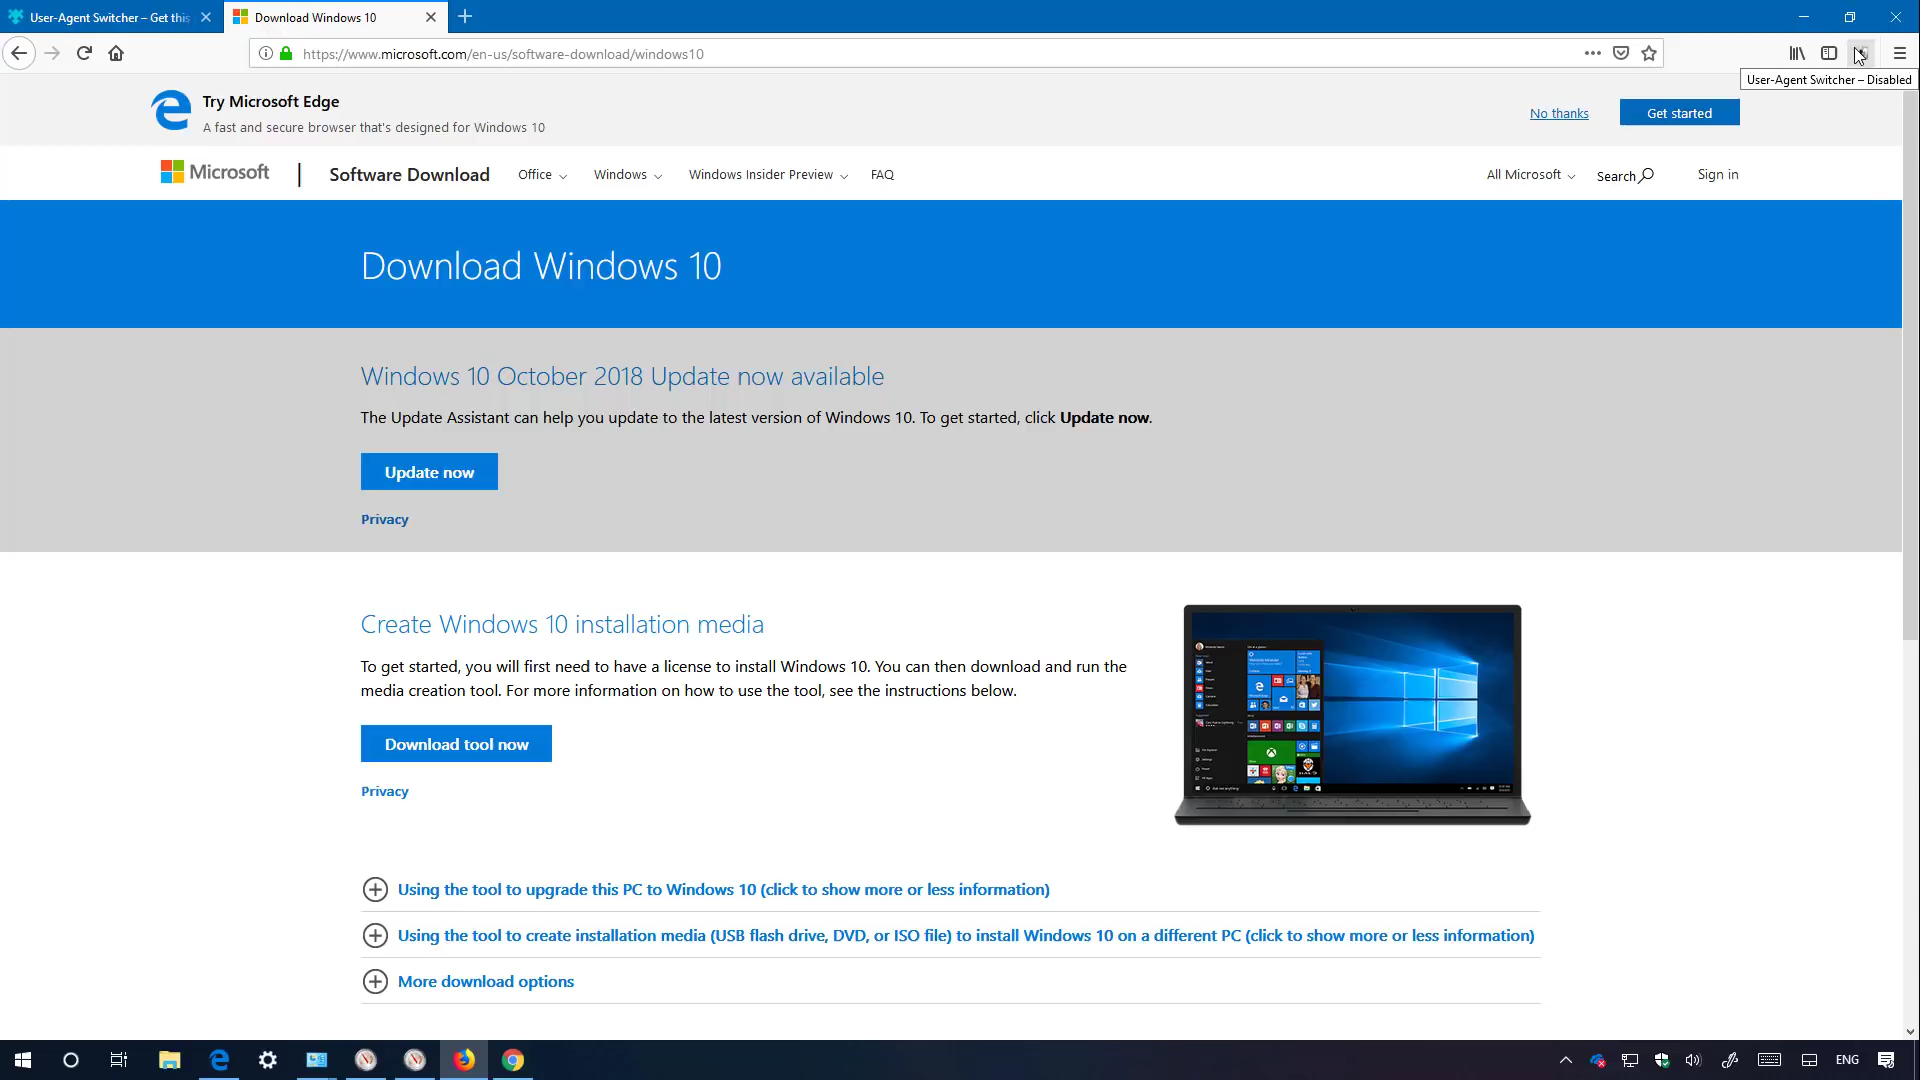 User-Agent Switcher – Get this
Download Windows 10
https://www.microsoft.com/en-us/software-download/windows10
User-Agent Switcher – Disabled
Try Microsoft Edge
A fast and secure browser that's designed for Windows 10
No thanks
Get started
Microsoft
Software Download
Office
Windows
Windows Insider Preview
FAQ
All Microsoft
Search
Sign in
Download Windows 10
Windows 10 October 2018 Update now available
The Update Assistant can help you update to the latest version of Windows 10. To get started, click Update now.
Update now
Privacy
Create Windows 10 installation media
To get started, you will first need to have a license to install Windows 10. You can then download and run the
media creation tool. For more information on how to use the tool, see the instructions below.
Download tool now
Privacy
Using the tool to upgrade this PC to Windows 10 (click to show more or less information)
Using the tool to create installation media (USB flash drive, DVD, or ISO file) to install Windows 10 on a different PC (click to show more or less information)
More download options
ENG